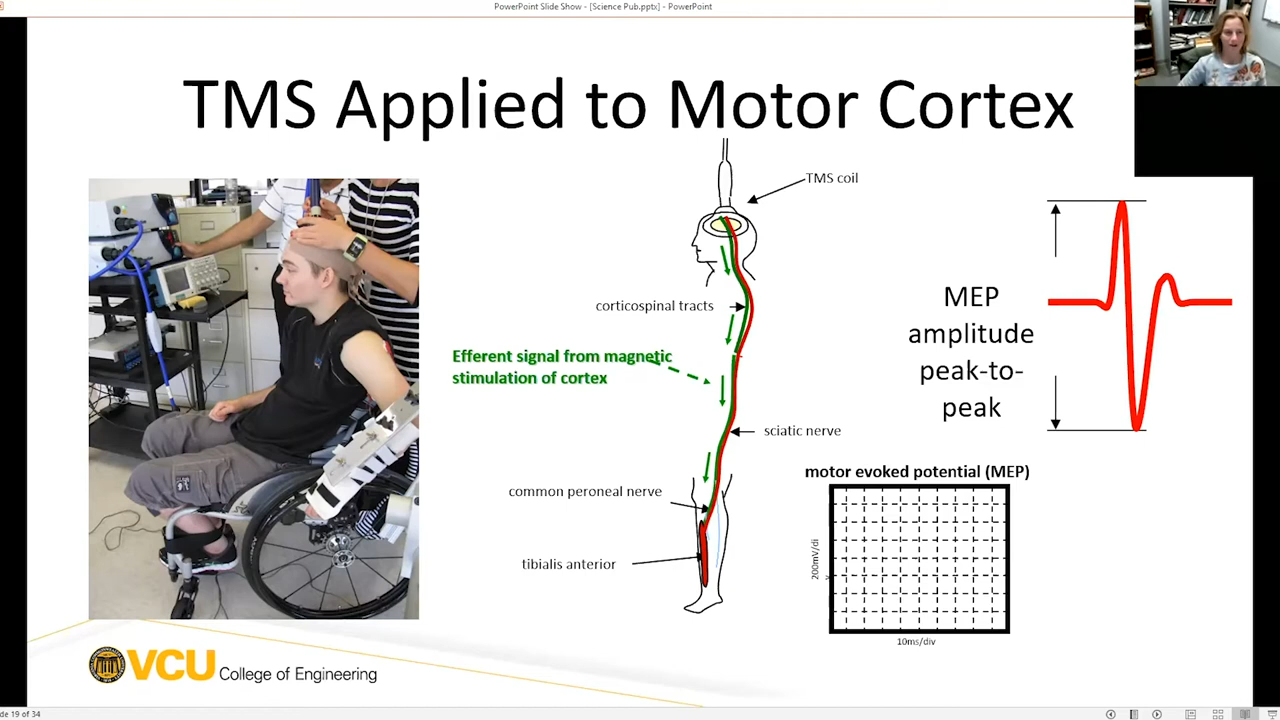 PowerPoint Slide Show - [Science Pub.pptx] - PowerPoint
TMS Applied to Motor Cortex
TMS coil
corticospinal tracts
Efferent signal from magnetic
stimulation of cortex
sciatic nerve
common peroneal nerve
tibialis anterior
MEP
amplitude
peak-to-
peak
motor evoked potential (MEP)
200mV/di
10ms/div
VCU College of Engineering
de 19 of 34